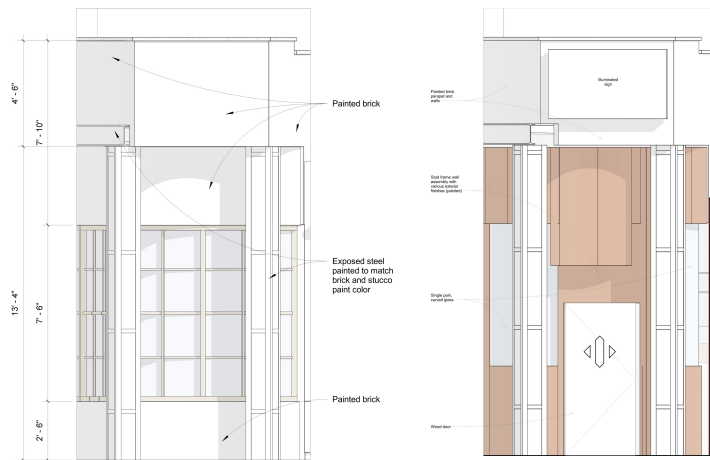 4' - 6"
7' - 10"
13' - 4"
7' - 6"
2' - 6"
Painted brick
Exposed steel
painted to match
brick and stucco
paint color
Painted brick
Illuminated
sign
Painted brick
parapet and
walls
Stud frame wall
assembly with
various exterior
finishes (painted)
Single pain,
curved glass
Wood door